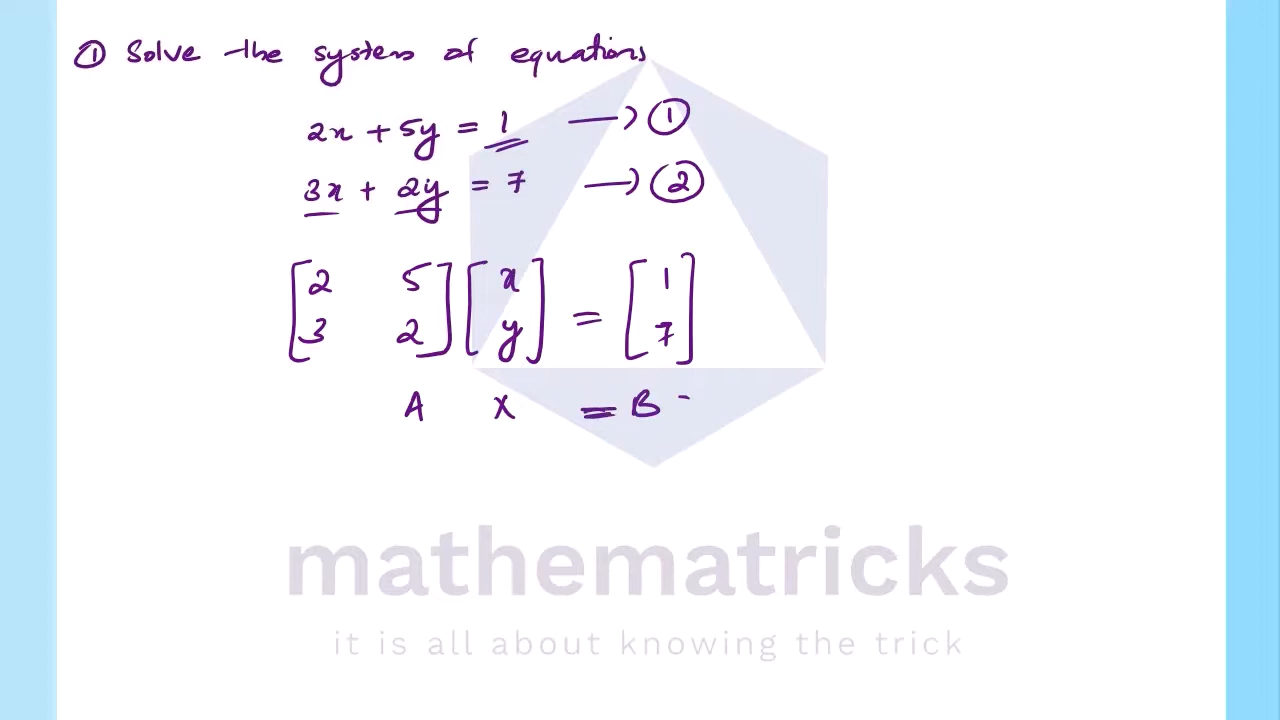 ① Solve the system of equations
2x + 5y = 1 → ①
3x + 2y = 7 → ②
[2 5] [x] = [1]
[3 2] [y] [7]
A X = B -
mathematricks
it is all about knowing the trick